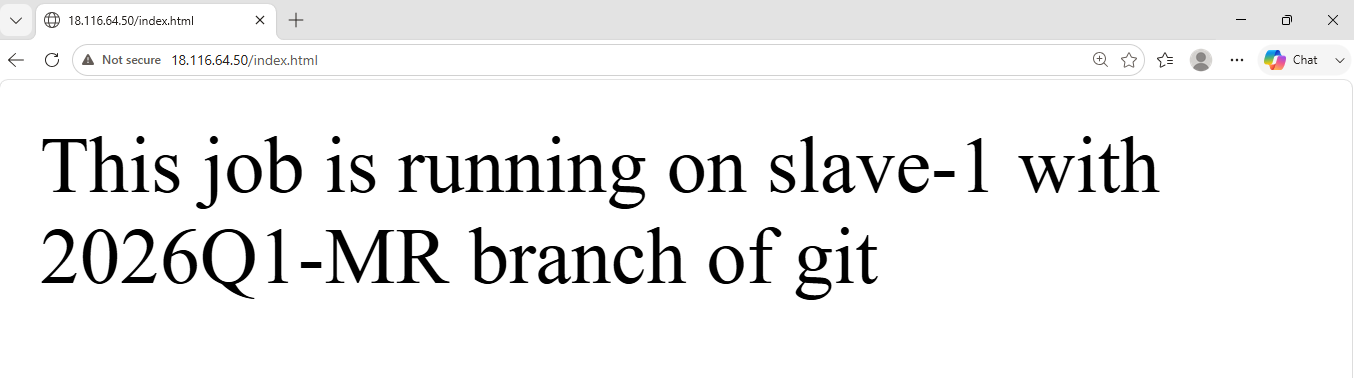 18.116.64.50/index.html
Not secure 18.116.64.50/index.html
Chat
This job is running on slave-1 with
2026Q1-MR branch of git